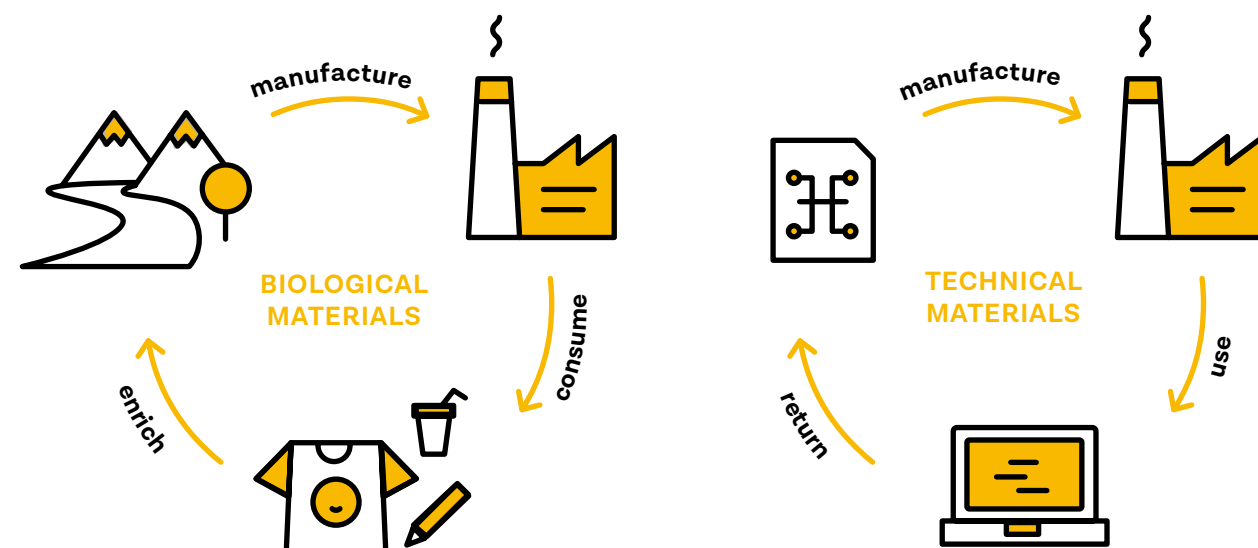 manufacture
BIOLOGICAL
MATERIALS
consume
enrich
manufacture
TECHNICAL
MATERIALS
use
return